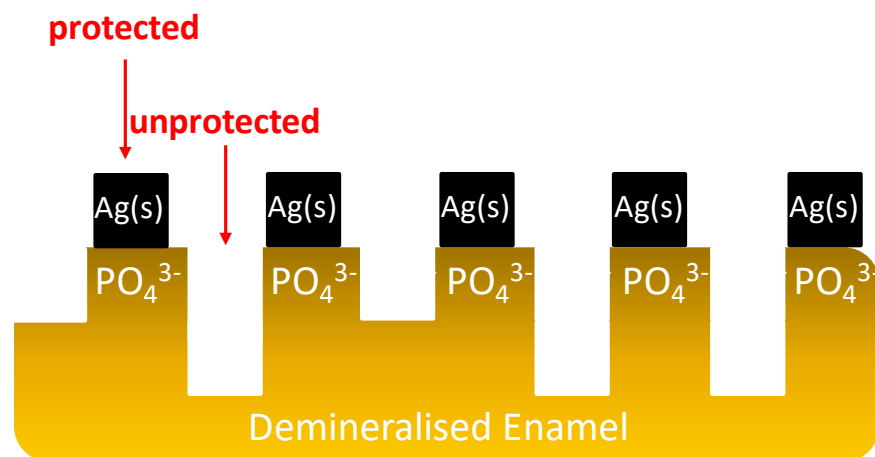 protected
unprotected
Ag(s) Ag(s) Ag(s) Ag(s) Ag(s)
PO₄³⁻ PO₄³⁻ PO₄³⁻ PO₄³⁻ PO₄³⁻
Demineralised Enamel